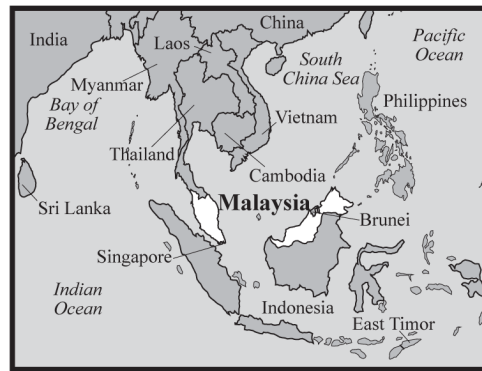 China
India
Laos
Pacific
Ocean
South
China Sea
Myanmar
Bay of
Bengal
Philippines
Vietnam
Thailand
Cambodia
Malaysia
Sri Lanka
Brunei
Singapore
Indian
Ocean
Indonesia
East Timor